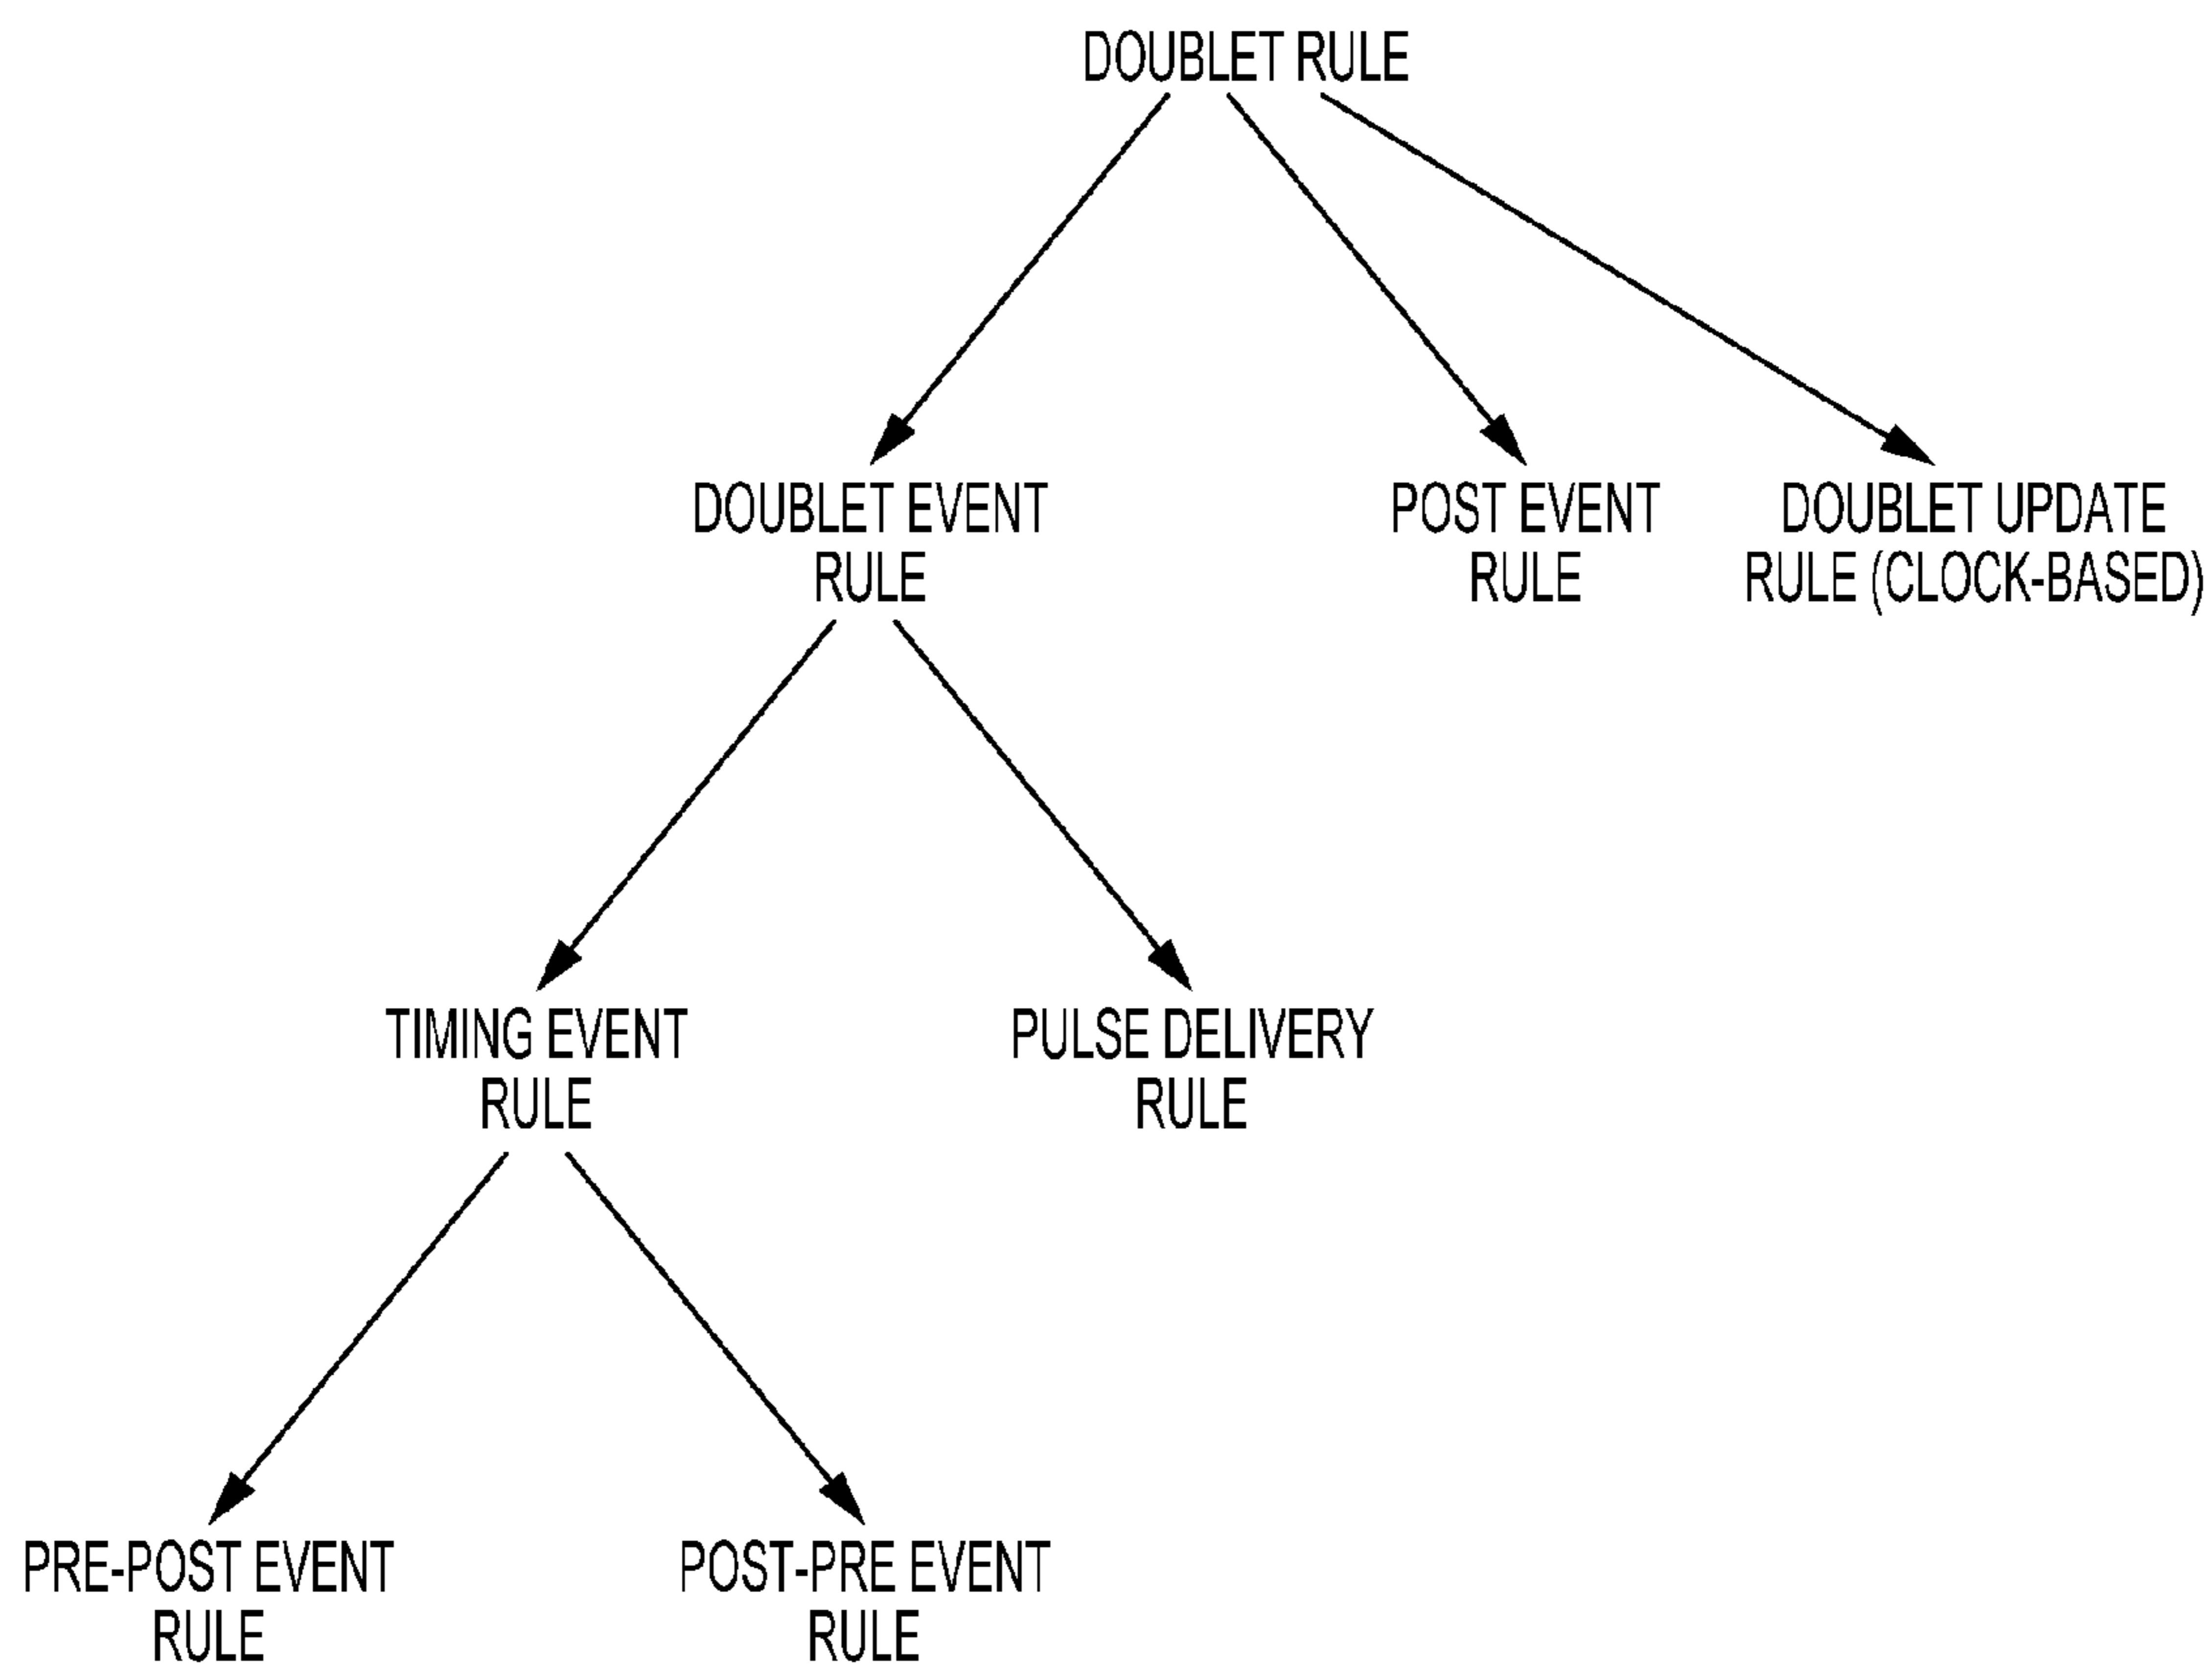 DOUBLET RULE
DOUBLET EVENT
RULE
POST EVENT
RULE
DOUBLET UPDATE
RULE (CLOCK-BASED)
TIMING EVENT
RULE
PULSE DELIVERY
RULE
PRE-POST EVENT
RULE
POST-PRE EVENT
RULE